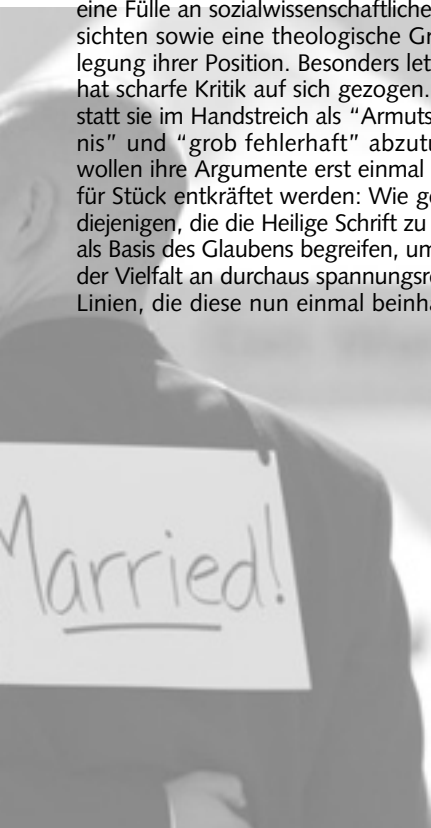 eine Fülle an sozialwissenschaftliche
sichten sowie eine theologische Gr
legung ihrer Position. Besonders let
hat scharfe Kritik auf sich gezogen.
statt sie im Handstreich als “Armuts
nis” und “grob fehlerhaft” abzutu
wollen ihre Argumente erst einmal
für Stück entkräftet werden: Wie ge
diejenigen, die die Heilige Schrift zu
als Basis des Glaubens begreifen, um
der Vielfalt an durchaus spannungsre
Linien, die diese nun einmal beinha
Married!